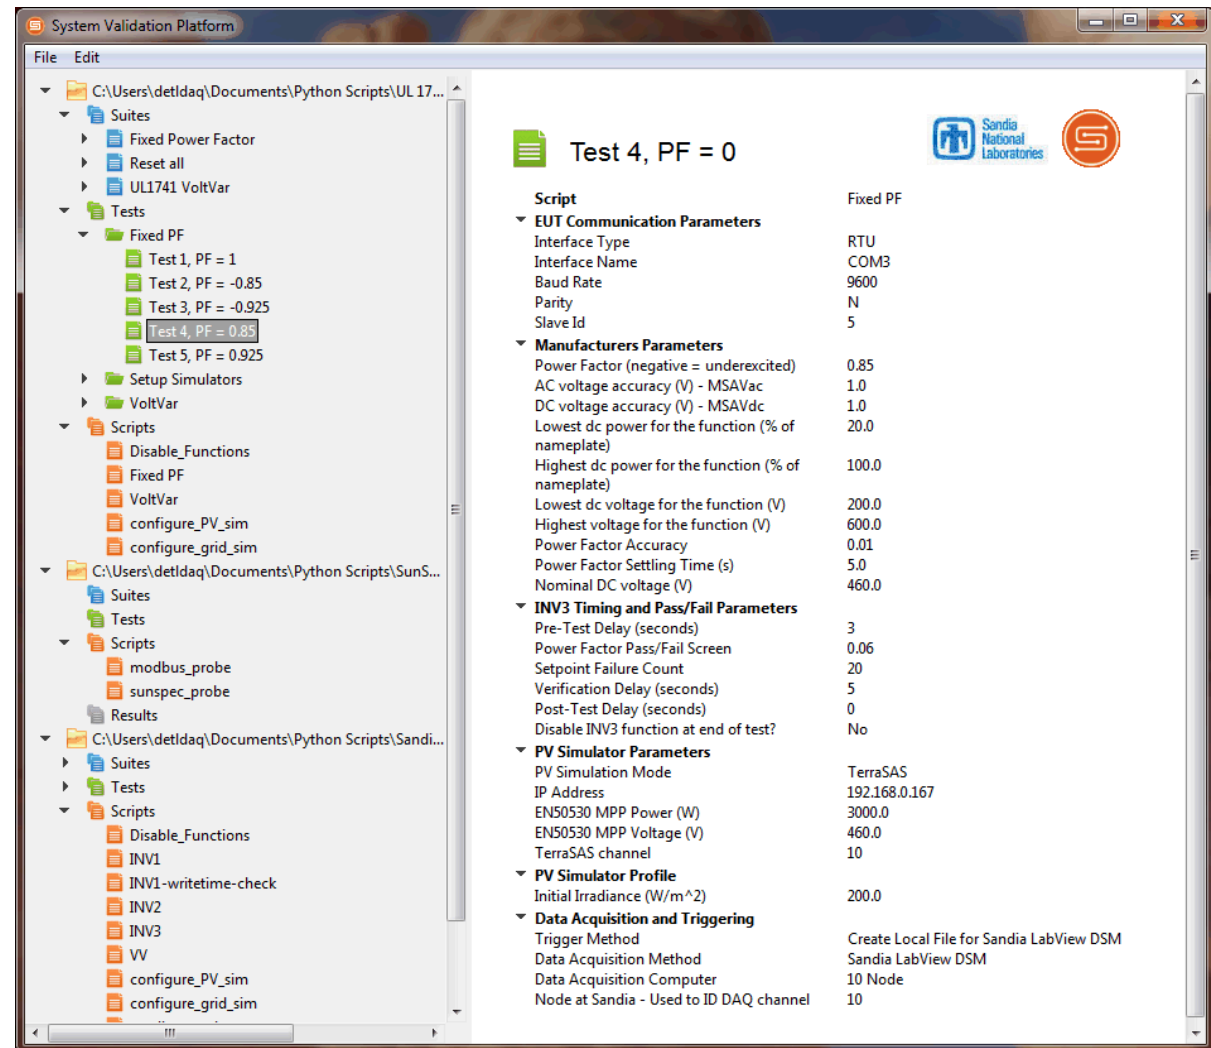 System Validation Platform
File Edit
C:\Users\detldaq\Documents\Python Scripts\UL 17...
Suites
Fixed Power Factor
Reset all
UL1741 VoltVar
Tests
Fixed PF
Test 1, PF = 1
Test 2, PF = -0.85
Test 3, PF = -0.925
Test 4, PF = 0.85
Test 5, PF = 0.925
Setup Simulators
VoltVar
Scripts
Disable_Functions
Fixed PF
VoltVar
configure_PV_sim
configure_grid_sim
C:\Users\detldaq\Documents\Python Scripts\SunS...
Suites
Tests
Scripts
modbus_probe
sunspec_probe
Results
C:\Users\detldaq\Documents\Python Scripts\Sandi...
Suites
Tests
Scripts
Disable_Functions
INV1
INV1-writetime-check
INV2
INV3
VV
configure_PV_sim
configure_grid_sim
Sandia
National
Laboratories
Test 4, PF = 0
Script Fixed PF
EUT Communication Parameters
Interface Type RTU
Interface Name COM3
Baud Rate 9600
Parity N
Slave Id 5
Manufacturers Parameters
Power Factor (negative = underexcited) 0.85
AC voltage accuracy (V) - MSAVac 1.0
DC voltage accuracy (V) - MSAVdc 1.0
Lowest dc power for the function (% of 20.0
nameplate)
Highest dc power for the function (% of 100.0
nameplate)
Lowest dc voltage for the function (V) 200.0
Highest voltage for the function (V) 600.0
Power Factor Accuracy 0.01
Power Factor Settling Time (s) 5.0
Nominal DC voltage (V) 460.0
INV3 Timing and Pass/Fail Parameters
Pre-Test Delay (seconds) 3
Power Factor Pass/Fail Screen 0.06
Setpoint Failure Count 20
Verification Delay (seconds) 5
Post-Test Delay (seconds) 0
Disable INV3 function at end of test? No
PV Simulator Parameters
PV Simulation Mode TerraSAS
IP Address 192.168.0.167
EN50530 MPP Power (W) 3000.0
EN50530 MPP Voltage (V) 460.0
TerraSAS channel 10
PV Simulator Profile
Initial Irradiance (W/m^2) 200.0
Data Acquisition and Triggering
Trigger Method Create Local File for Sandia LabView DSM
Data Acquisition Method Sandia LabView DSM
Data Acquisition Computer 10 Node
Node at Sandia - Used to ID DAQ channel 10